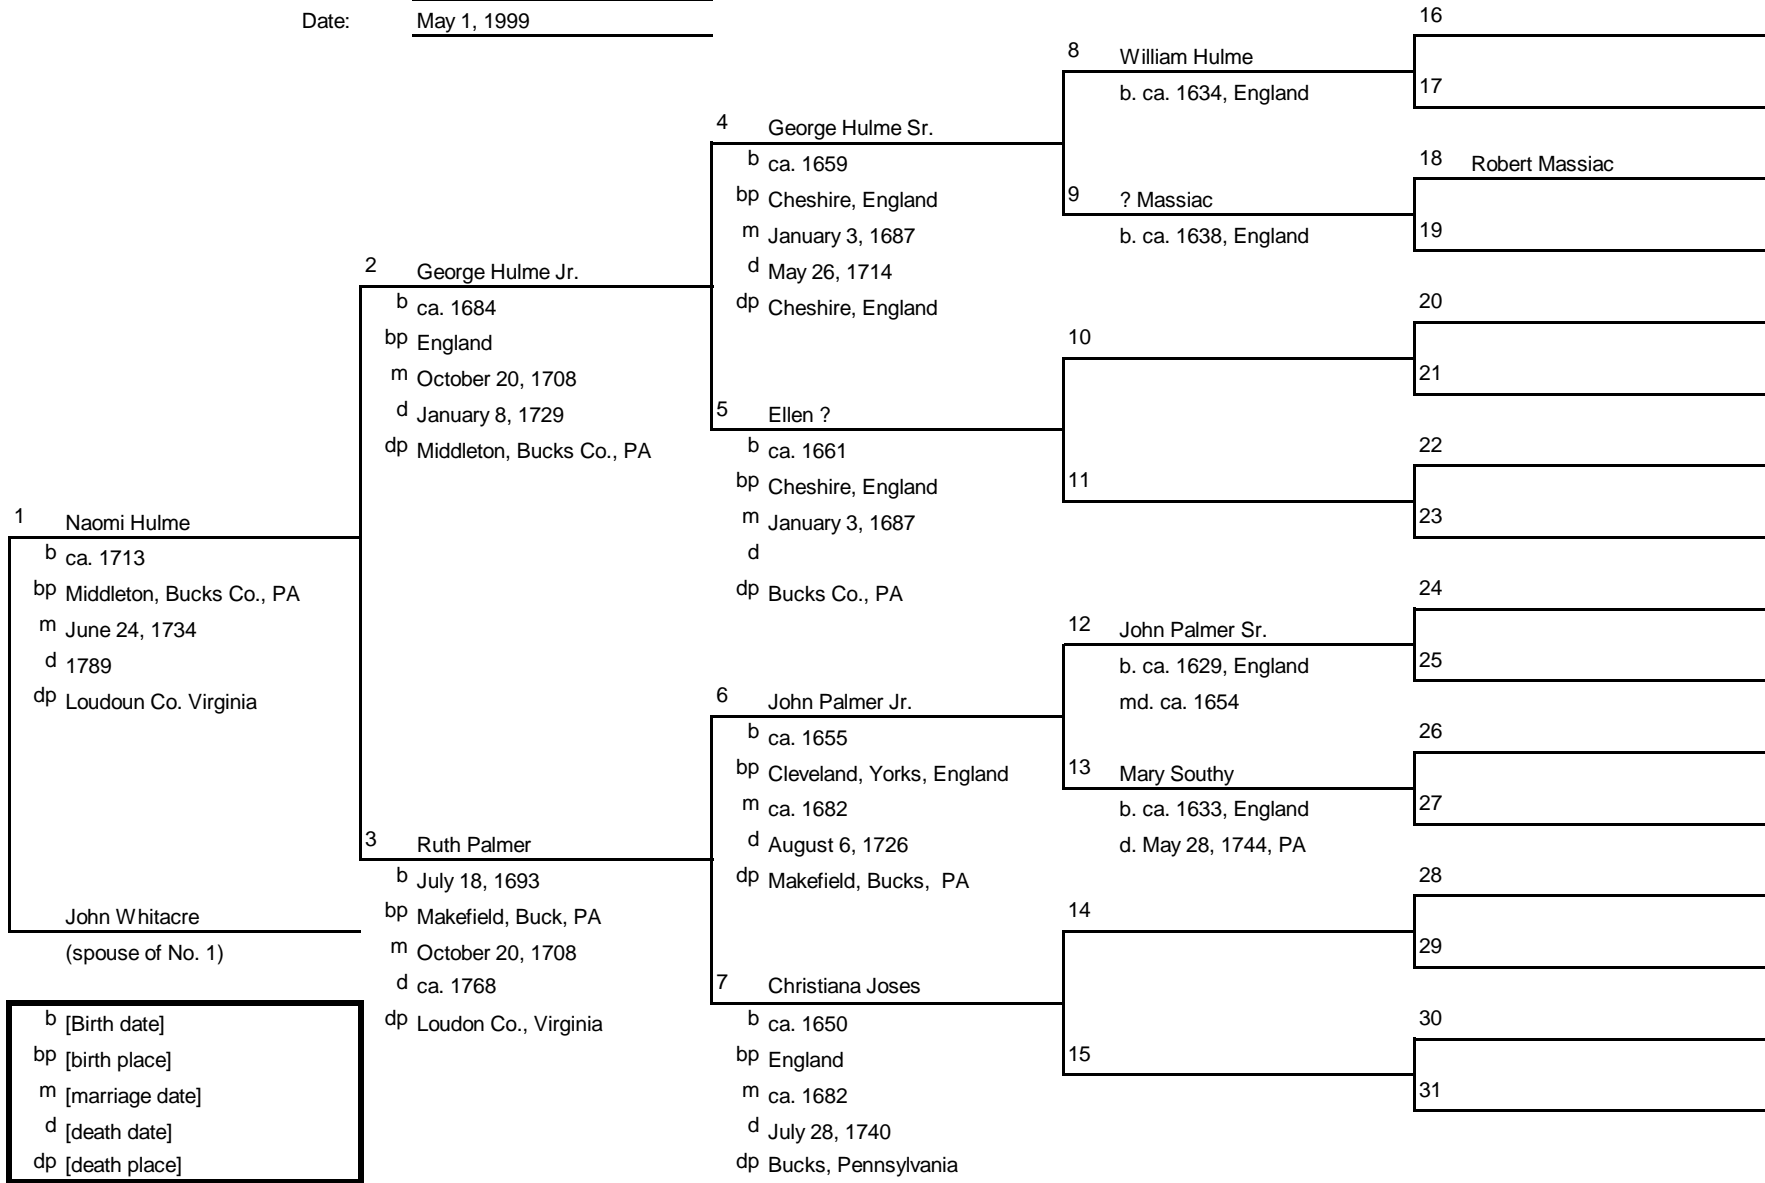 Date: May 1, 1999
1 Naomi Hulme
b ca. 1713
bp Middleton, Bucks Co., PA
m June 24, 1734
d 1789
dp Loudoun Co. Virginia
John Whitacre
(spouse of No. 1)
b [Birth date]
bp [birth place]
m [marriage date]
d [death date]
dp [death place]
2 George Hulme Jr.
b ca. 1684
bp England
m October 20, 1708
d January 8, 1729
dp Middleton, Bucks Co., PA
3 Ruth Palmer
b July 18, 1693
bp Makefield, Buck, PA
m October 20, 1708
d ca. 1768
dp Loudon Co., Virginia
4 George Hulme Sr.
b ca. 1659
bp Cheshire, England
m January 3, 1687
d May 26, 1714
dp Cheshire, England
5 Ellen ?
b ca. 1661
bp Cheshire, England
m January 3, 1687
d
dp Bucks Co., PA
6 John Palmer Jr.
b ca. 1655
bp Cleveland, Yorks, England
m ca. 1682
d August 6, 1726
dp Makefield, Bucks, PA
7 Christiana Joses
b ca. 1650
bp England
m ca. 1682
d July 28, 1740
dp Bucks, Pennsylvania
8 William Hulme
b. ca. 1634, England
9 ? Massiac
b. ca. 1638, England
10
11
12 John Palmer Sr.
b. ca. 1629, England
md. ca. 1654
13 Mary Southy
b. ca. 1633, England
d. May 28, 1744, PA
14
15
16
17
18 Robert Massiac
19
20
21
22
23
24
25
26
27
28
29
30
31